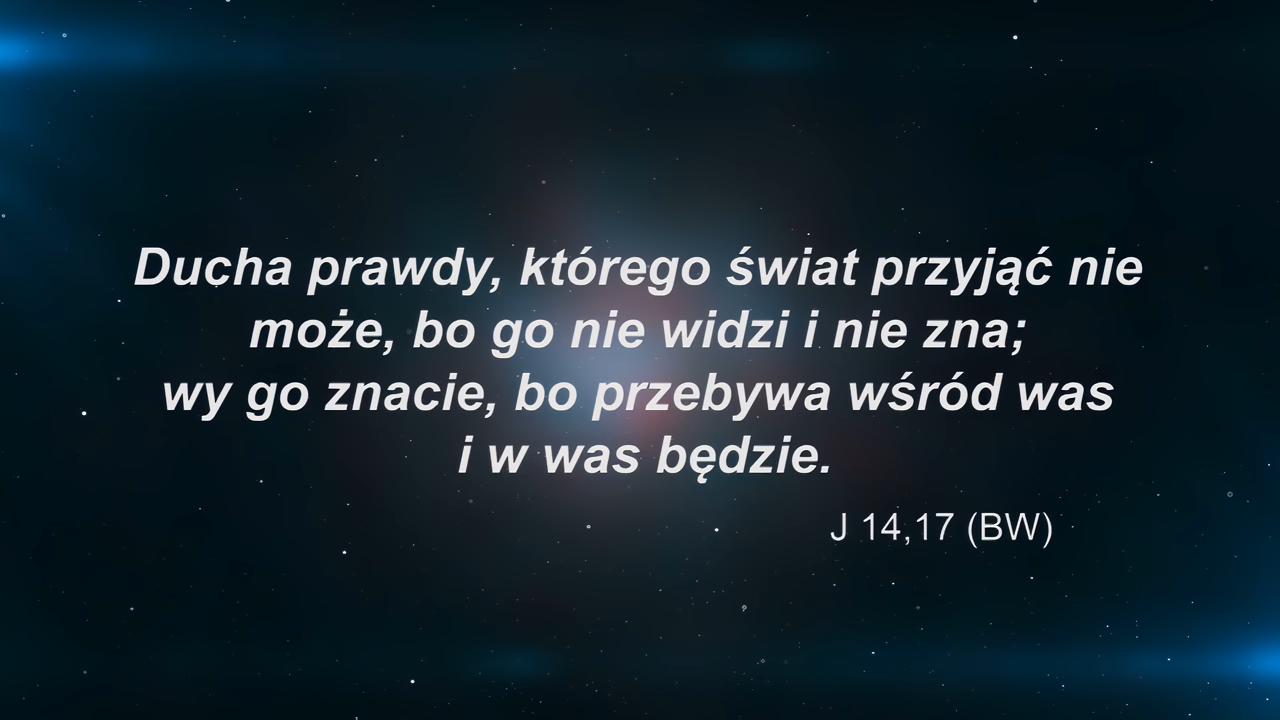 Ducha prawdy, którego świat przyjąć nie
może, bo go nie widzi i nie zna;
wy go znacie, bo przebywa wśród was
i w was będzie.
J 14,17 (BW)